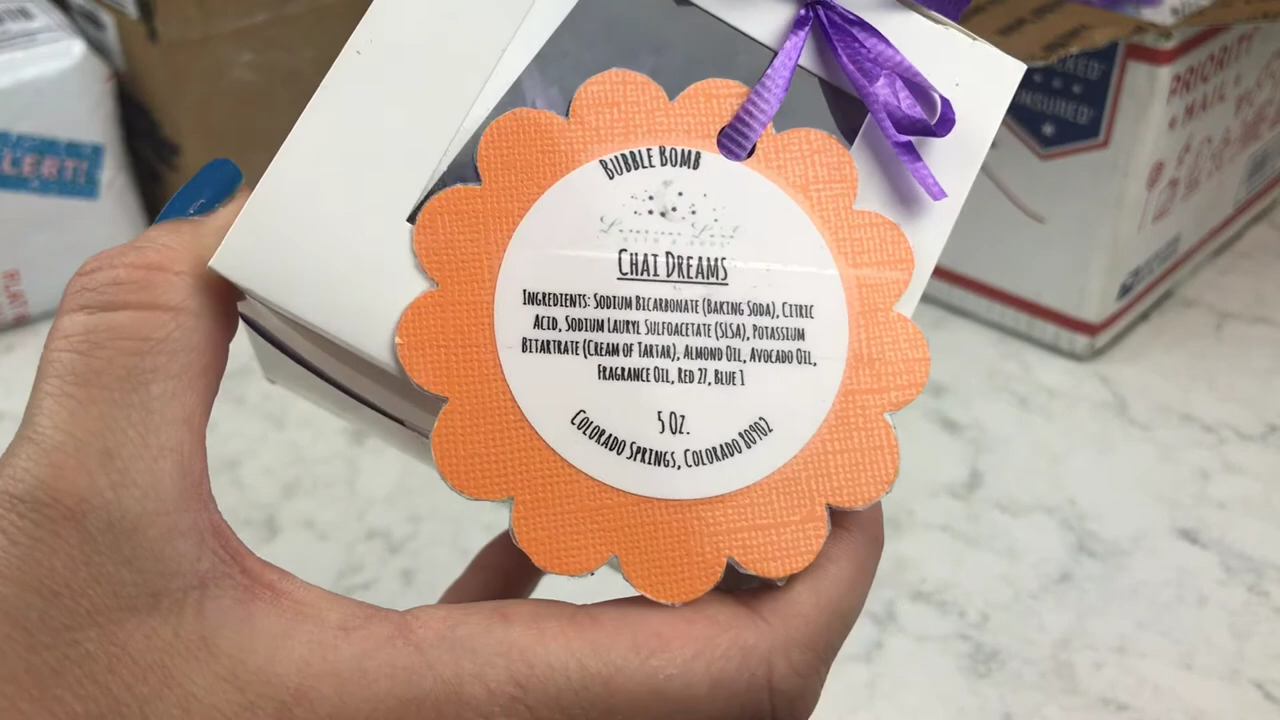 BUBBLE BOMB
CHAI DREAMS
INGREDIENTS: SODIUM BICARBONATE (BAKING SODA), CITRIC
ACID, SODIUM LAURYL SULFOACETATE (SLSA), POTASSIUM
BITARTRATE (CREAM OF TARTAR), ALMOND OIL, AVOCADO OIL,
FRAGRANCE OIL, RED 27, BLUE 1
5 OZ.
COLORADO SPRINGS, COLORADO 80902
LERT!
INSURED
PRIORITY
MAIL